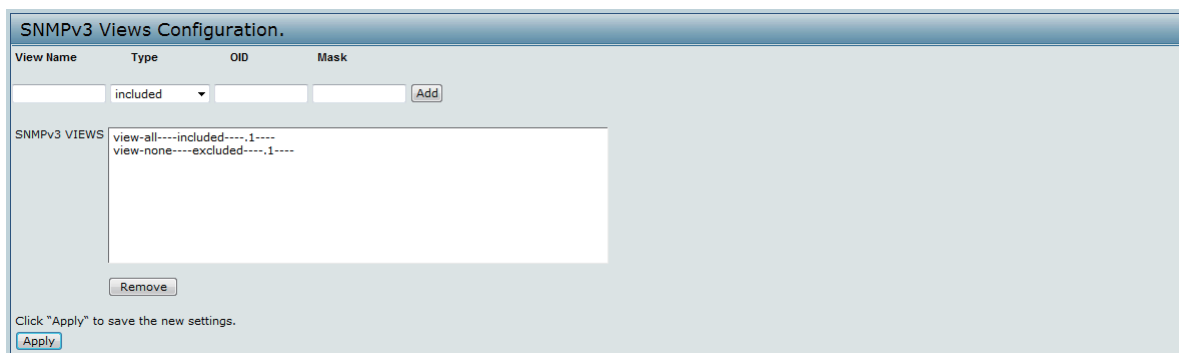 SNMPv3 Views Configuration.
View Name Type OID Mask
included Add
SNMPv3 VIEWS
view-all----included----.1----
view-none----excluded----.1----
Remove
Click "Apply" to save the new settings.
Apply